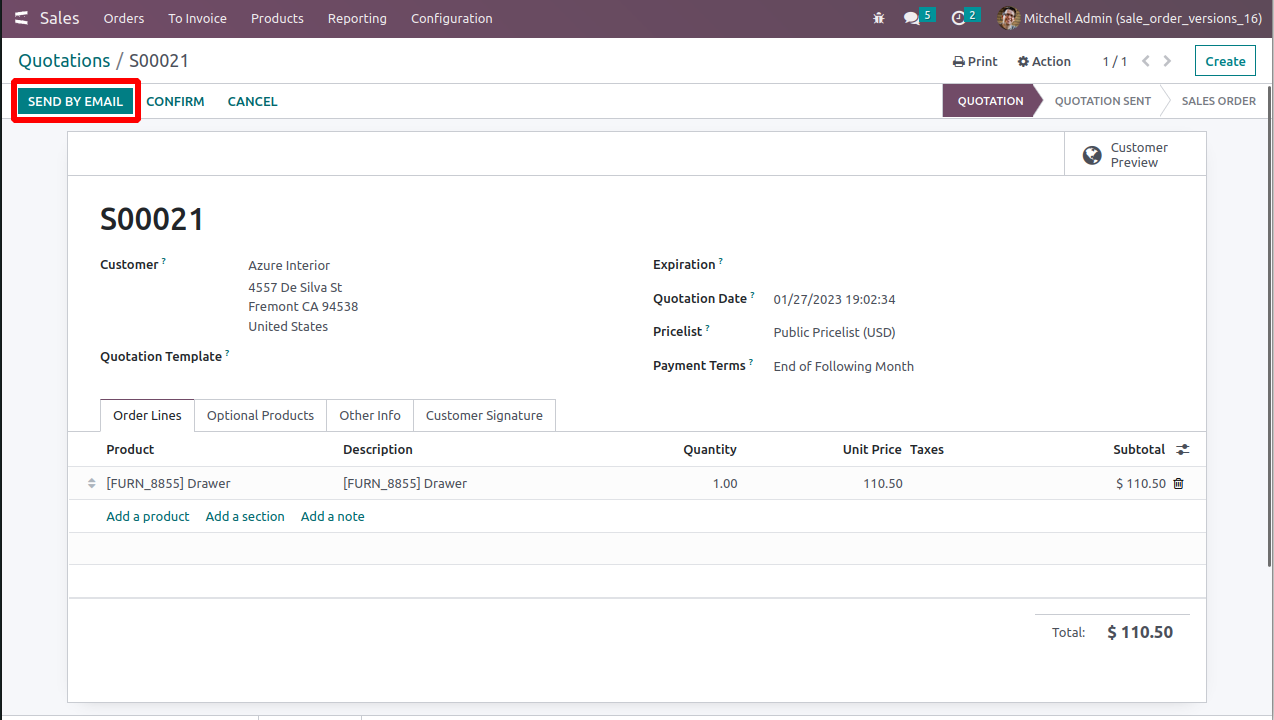 Sales Orders To Invoice Products Reporting Configuration 5 2 Mitchell Admin (sale_order_versions_16)
Quotations / S00021 Print Action 1 / 1 Create
SEND BY EMAIL CONFIRM CANCEL QUOTATION QUOTATION SENT SALES ORDER
Customer
Preview
S00021
Customer ? Azure Interior
4557 De Silva St
Fremont CA 94538
United States
Quotation Template ?
Expiration ?
Quotation Date ? 01/27/2023 19:02:34
Pricelist ? Public Pricelist (USD)
Payment Terms ? End of Following Month
Order Lines Optional Products Other Info Customer Signature
Product Description Quantity Unit Price Taxes Subtotal
[FURN_8855] Drawer [FURN_8855] Drawer 1.00 110.50 $ 110.50
Add a product Add a section Add a note
Total: $ 110.50